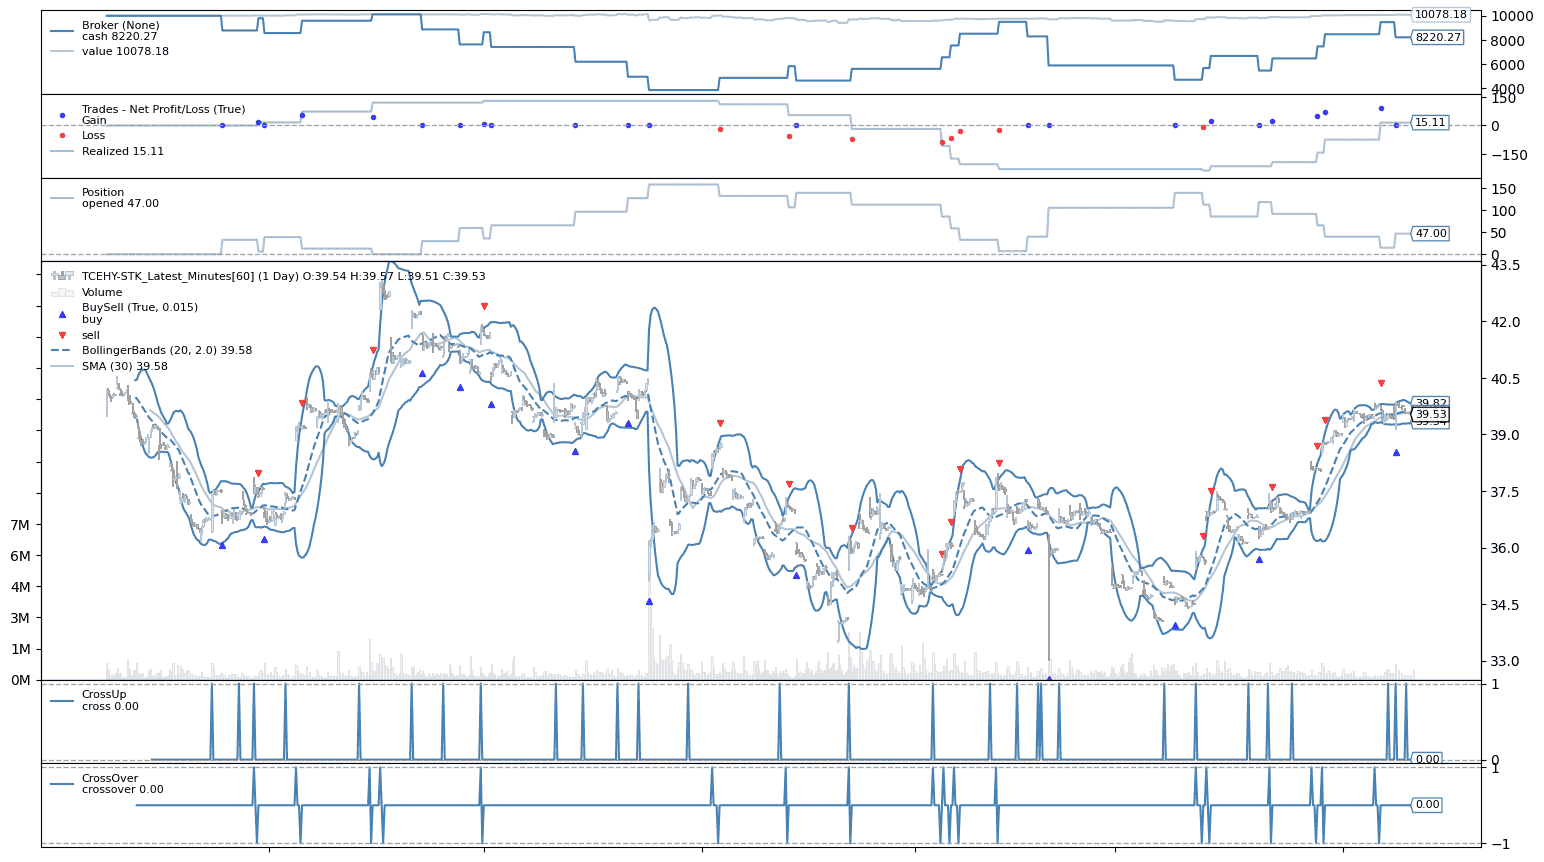 Broker (None)
cash 8220.27
value 10078.18
10078.18
10000
8220.27
8000
6000
4000
Trades - Net Profit/Loss (True)
Gain
Loss
Realized 15.11
150
15.11
0
−150
Position
opened 47.00
150
100
50
47.00
0
TCEHY-STK_Latest_Minutes[60] (1 Day) O:39.54 H:39.57 L:39.51 C:39.53
Volume
BuySell (True, 0.015)
buy
sell
BollingerBands (20, 2.0) 39.58
SMA (30) 39.58
43.5
42.0
40.5
39.82
39.53
39.34
39.0
37.5
36.0
34.5
33.0
7M
6M
4M
3M
1M
0M
CrossUp
cross 0.00
1
0.00
0
CrossOver
crossover 0.00
1
0.00
−1